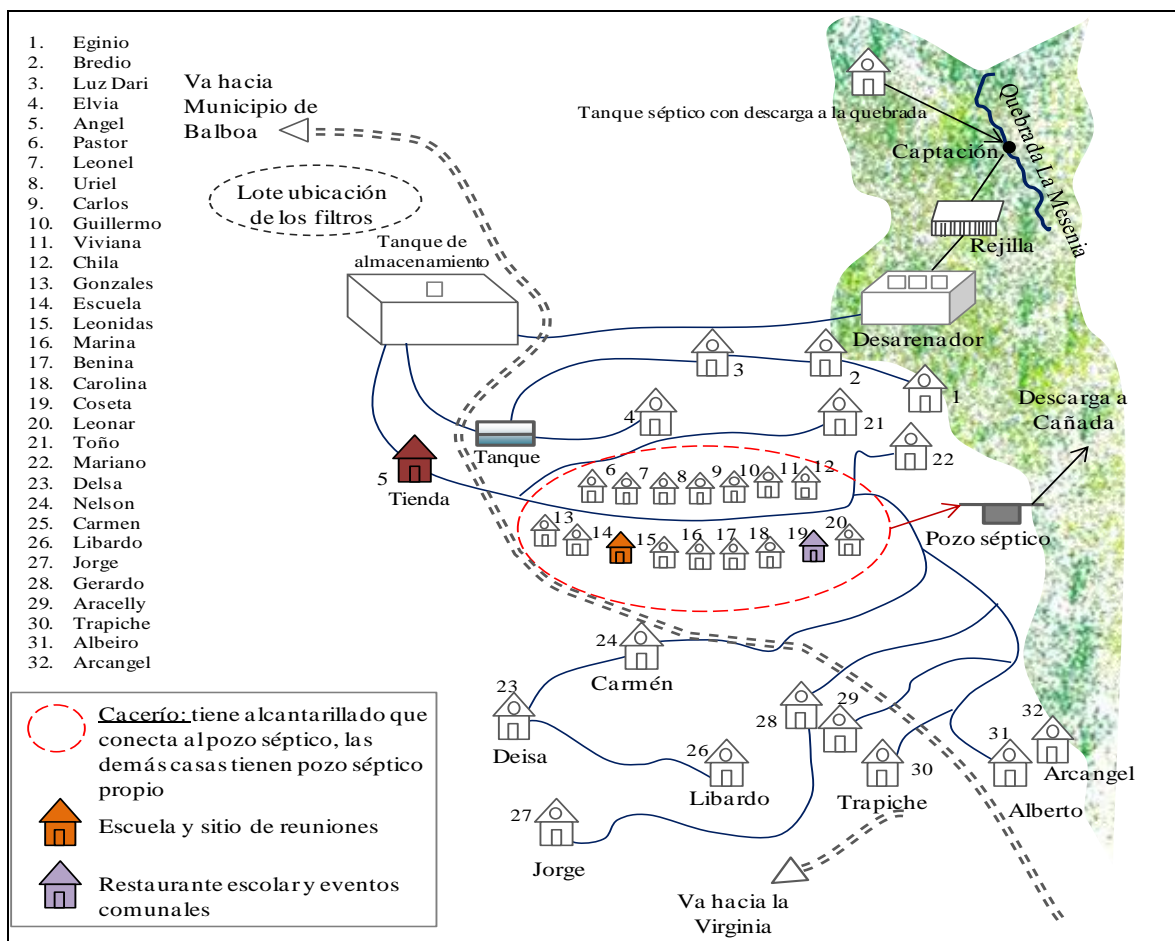 1. Eginio
2. Bredio
3. Luz Dari
4. Elvia
5. Angel
6. Pastor
7. Leonel
8. Uriel
9. Carlos
10. Guillermo
11. Viviana
12. Chila
13. Gonzales
14. Escuela
15. Leonidas
16. Marina
17. Benina
18. Carolina
19. Coseta
20. Leonar
21. Toño
22. Mariano
23. Delsa
24. Nelson
25. Carmen
26. Libardo
27. Jorge
28. Gerardo
29. Aracelly
30. Trapiche
31. Albeiro
32. Arcangel
Va hacia
Municipio de
Balboa
Lote ubicación
de los filtros
Tanque séptico con descarga a la quebrada
Captación
Quebrada La Mesenia
Rejilla
Desarenador
Tanque de
almacenamiento
3
2
1
4
21
22
Tanque
5
Tienda
6
7
8
9
10
11
12
13
14
15
16
17
18
19
20
Descarga a
Cañada
Pozo séptico
24
Carmén
23
Deisa
26
Libardo
27
Jorge
28
29
30
Trapiche
31
Alberto
32
Arcangel
Va hacia la
Virginia
Cacerío: tiene alcantarillado que
conecta al pozo séptico, las
demás casas tienen pozo séptico
propio
Escuela y sitio de reuniones
Restaurante escolar y eventos
comunales